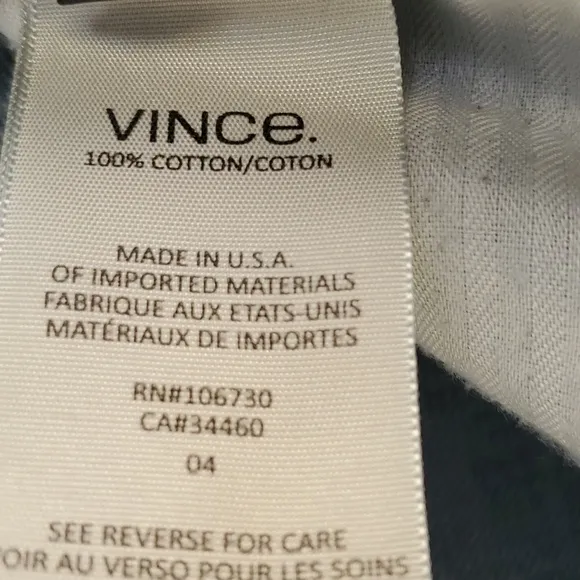 VINCe.
100% COTTON/COTON
MADE IN U.S.A.
OF IMPORTED MATERIALS
FABRIQUE AUX ETATS-UNIS
MATÉRIAUX DE IMPORTES
RN#106730
CA#34460
04
SEE REVERSE FOR CARE
OIR AU VERSO POUR LES SOINS